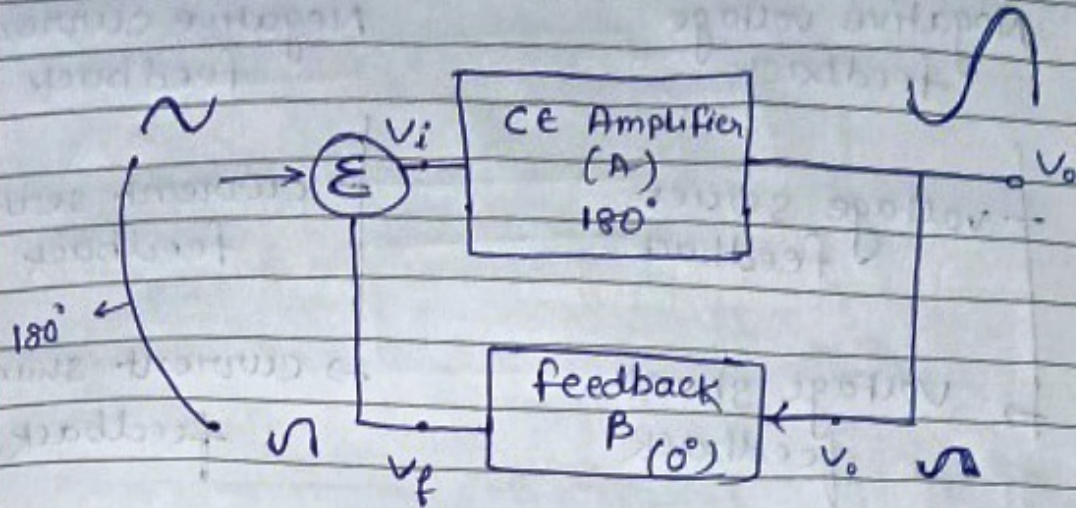 Vi
CE Amplifier
(A)
180°
Vo
Σ
180°
feedback
β
(0°)
Vo
Vf